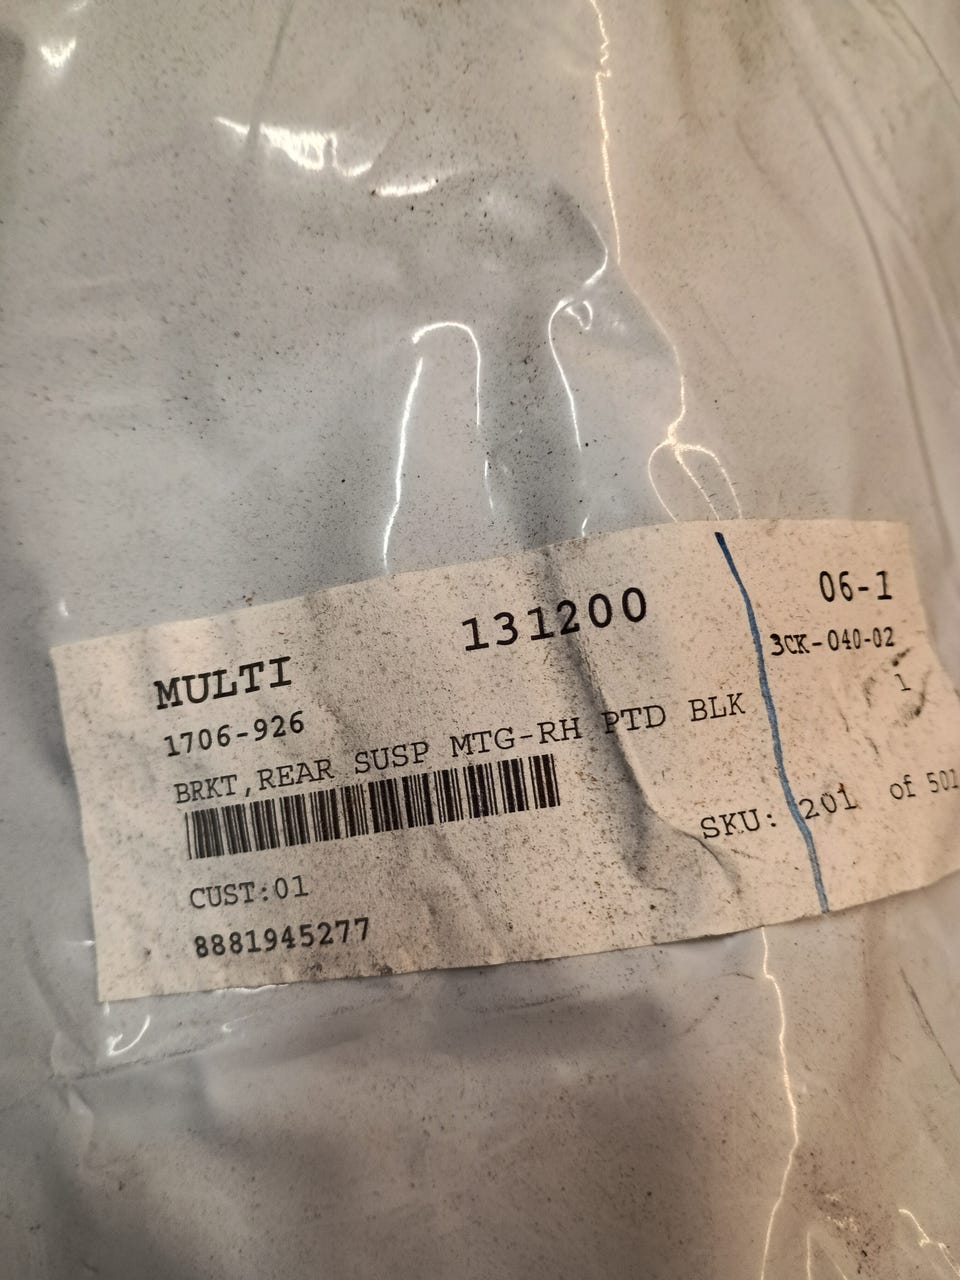 MULTI 131200 06-1
3CK-040-02
1706-926 1
BRKT,REAR SUSP MTG-RH PTD BLK
SKU: 201 of 501
CUST:01
8881945277